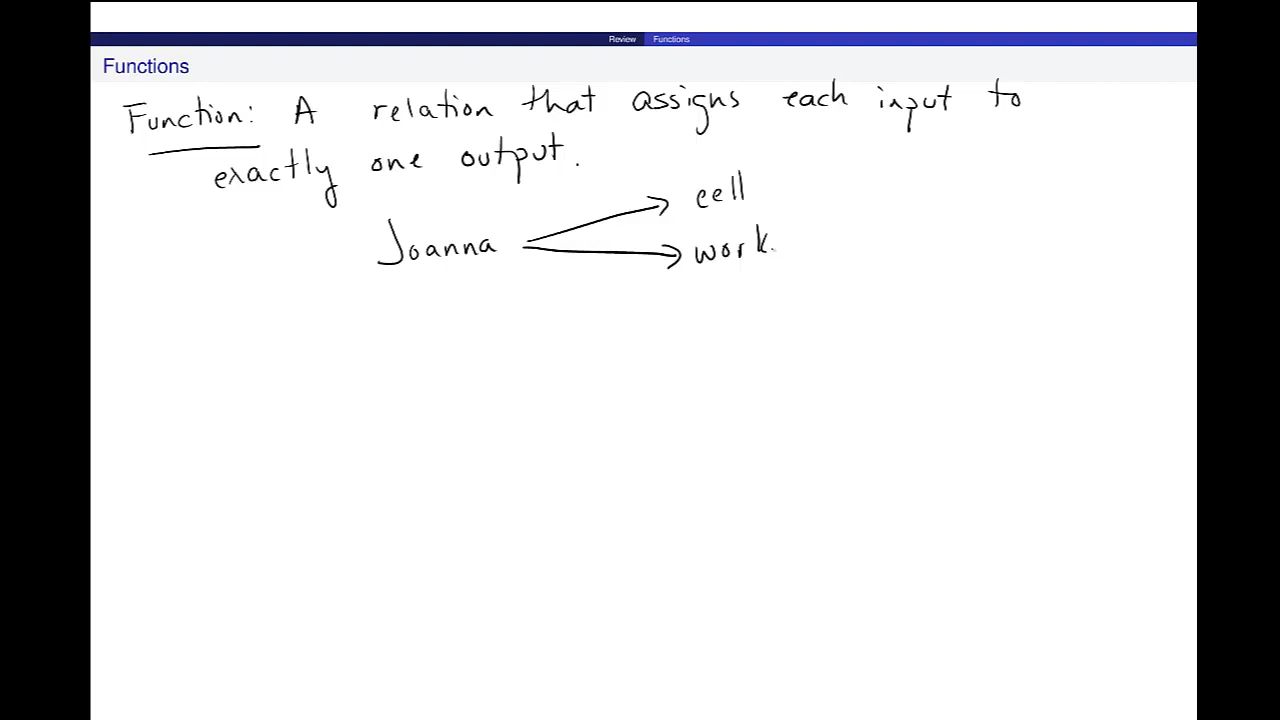 Review Functions
Functions
Function: A relation that assigns each input to
exactly one output.
cell
Joanna
work.